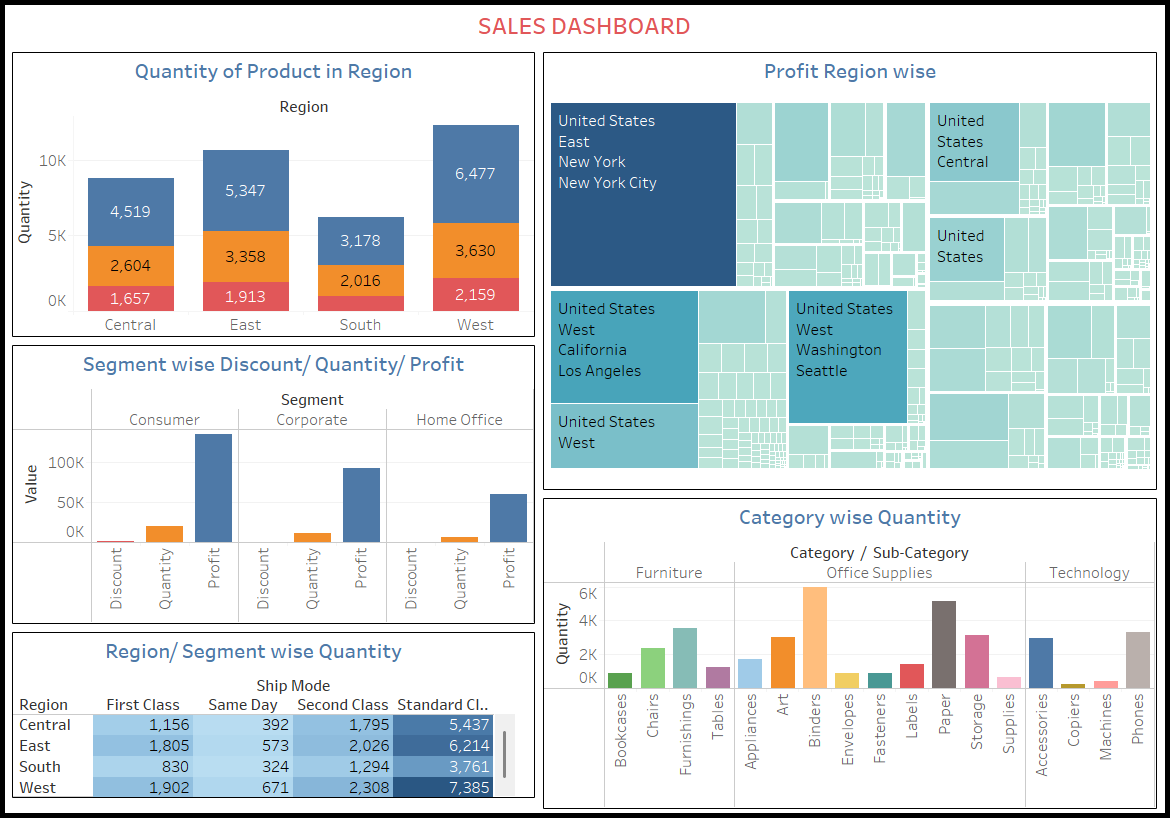 SALES DASHBOARD
Quantity of Product in Region
Region
Quantity
10K
5K
0K
4,519
2,604
1,657
5,347
3,358
1,913
3,178
2,016
6,477
3,630
2,159
Central East South West
Segment wise Discount/ Quantity/ Profit
Segment
Consumer Corporate Home Office
Value
100K
50K
0K
Discount Quantity Profit Discount Quantity Profit Discount Quantity Profit
Region/ Segment wise Quantity
Ship Mode
Region First Class Same Day Second Class Standard Cl..
Central 1,156 392 1,795 5,437
East 1,805 573 2,026 6,214
South 830 324 1,294 3,761
West 1,902 671 2,308 7,385
Profit Region wise
United States
East
New York
New York City
United States
West
California
Los Angeles
United States
West
United States
West
Washington
Seattle
United
States
Central
United
States
Category wise Quantity
Category / Sub-Category
Furniture Office Supplies Technology
Quantity
6K
4K
2K
0K
Bookcases Chairs Furnishings Tables Appliances Art Binders Envelopes Fasteners Labels Paper Storage Supplies Accessories Copiers Machines Phones